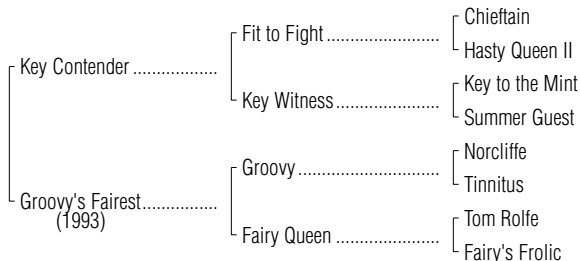 Chieftain
Fit to Fight ................................
Hasty Queen II
Key Contender ..................
Key to the Mint
Key Witness.............................
Summer Guest
Norcliffe
Groovy........................................
Tinnitus
Groovy's Fairest................
(1993)
Tom Rolfe
Fairy Queen .............................
Fairy's Frolic